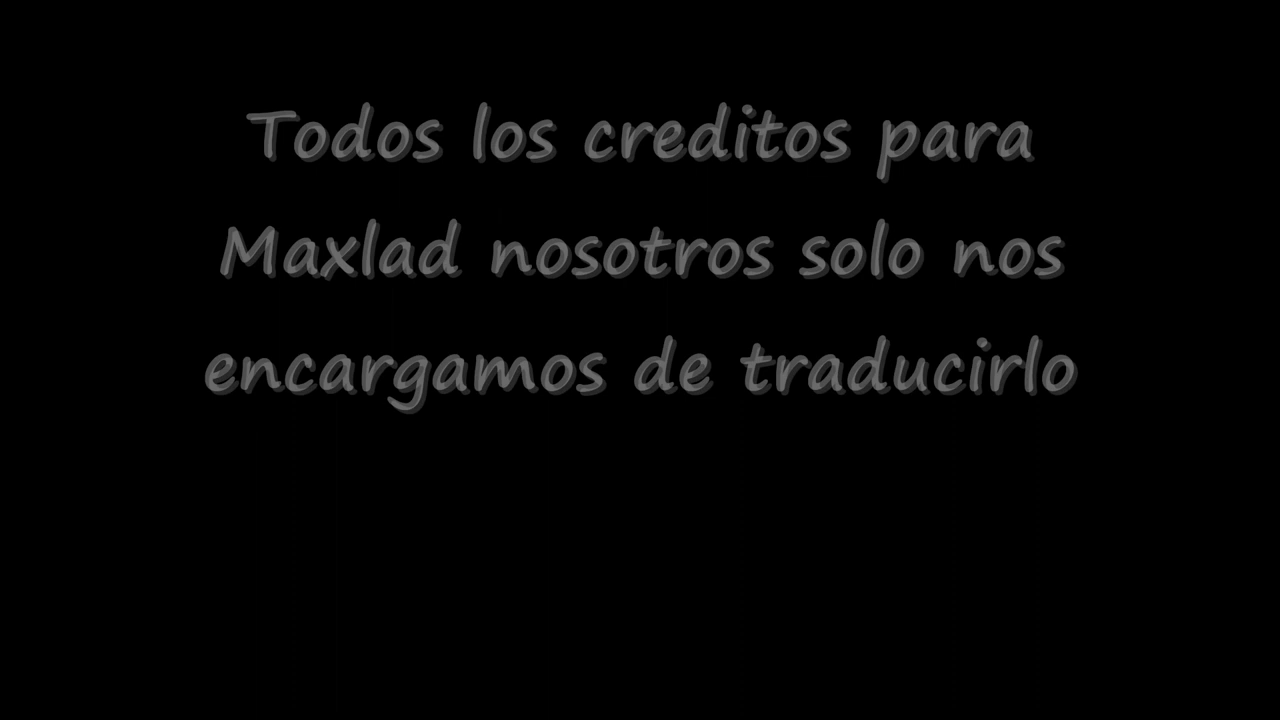 Todos los creditos para
Maxlad nosotros solo nos
encargamos de traducirlo